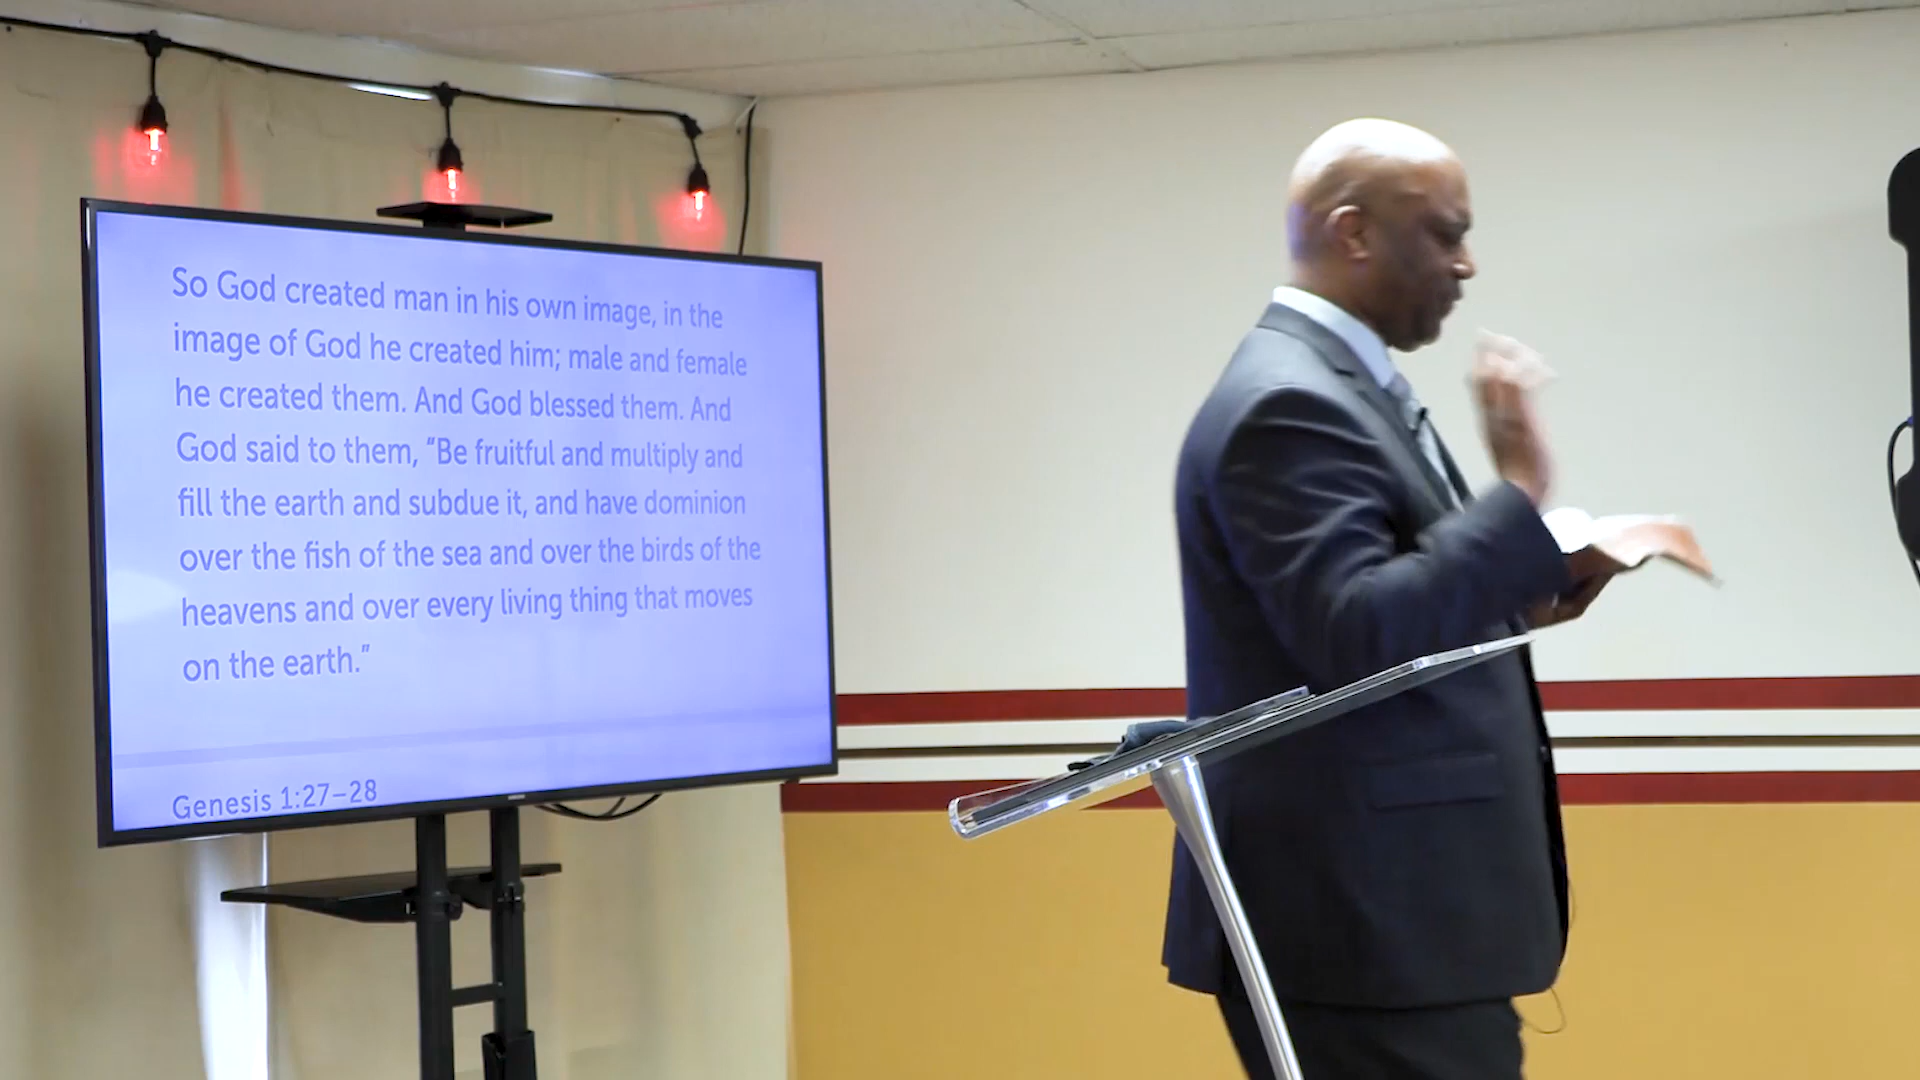 So God created man in his own image, in the
image of God he created him; male and female
he created them. And God blessed them. And
God said to them, “Be fruitful and multiply and
fill the earth and subdue it, and have dominion
over the fish of the sea and over the birds of the
heavens and over every living thing that moves
on the earth.”
Genesis 1:27–28